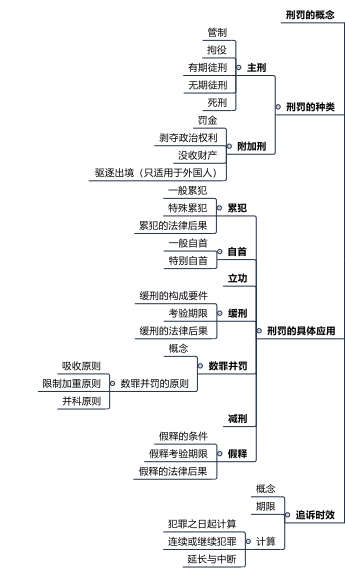 刑罚的概念
管制
拘役
有期徒刑
无期徒刑
死刑
主刑
刑罚的种类
罚金
剥夺政治权利
没收财产
驱逐出境（只适用于外国人）
附加刑
一般累犯
特殊累犯
累犯的法律后果
累犯
一般自首
特别自首
自首
立功
缓刑的构成要件
考验期限
缓刑的法律后果
缓刑
刑罚的具体应用
概念
数罪并罚
吸收原则
限制加重原则
并科原则
数罪并罚的原则
减刑
假释的条件
假释考验期限
假释的法律后果
假释
概念
期限
追诉时效
犯罪之日起计算
连续或继续犯罪
延长与中断
计算